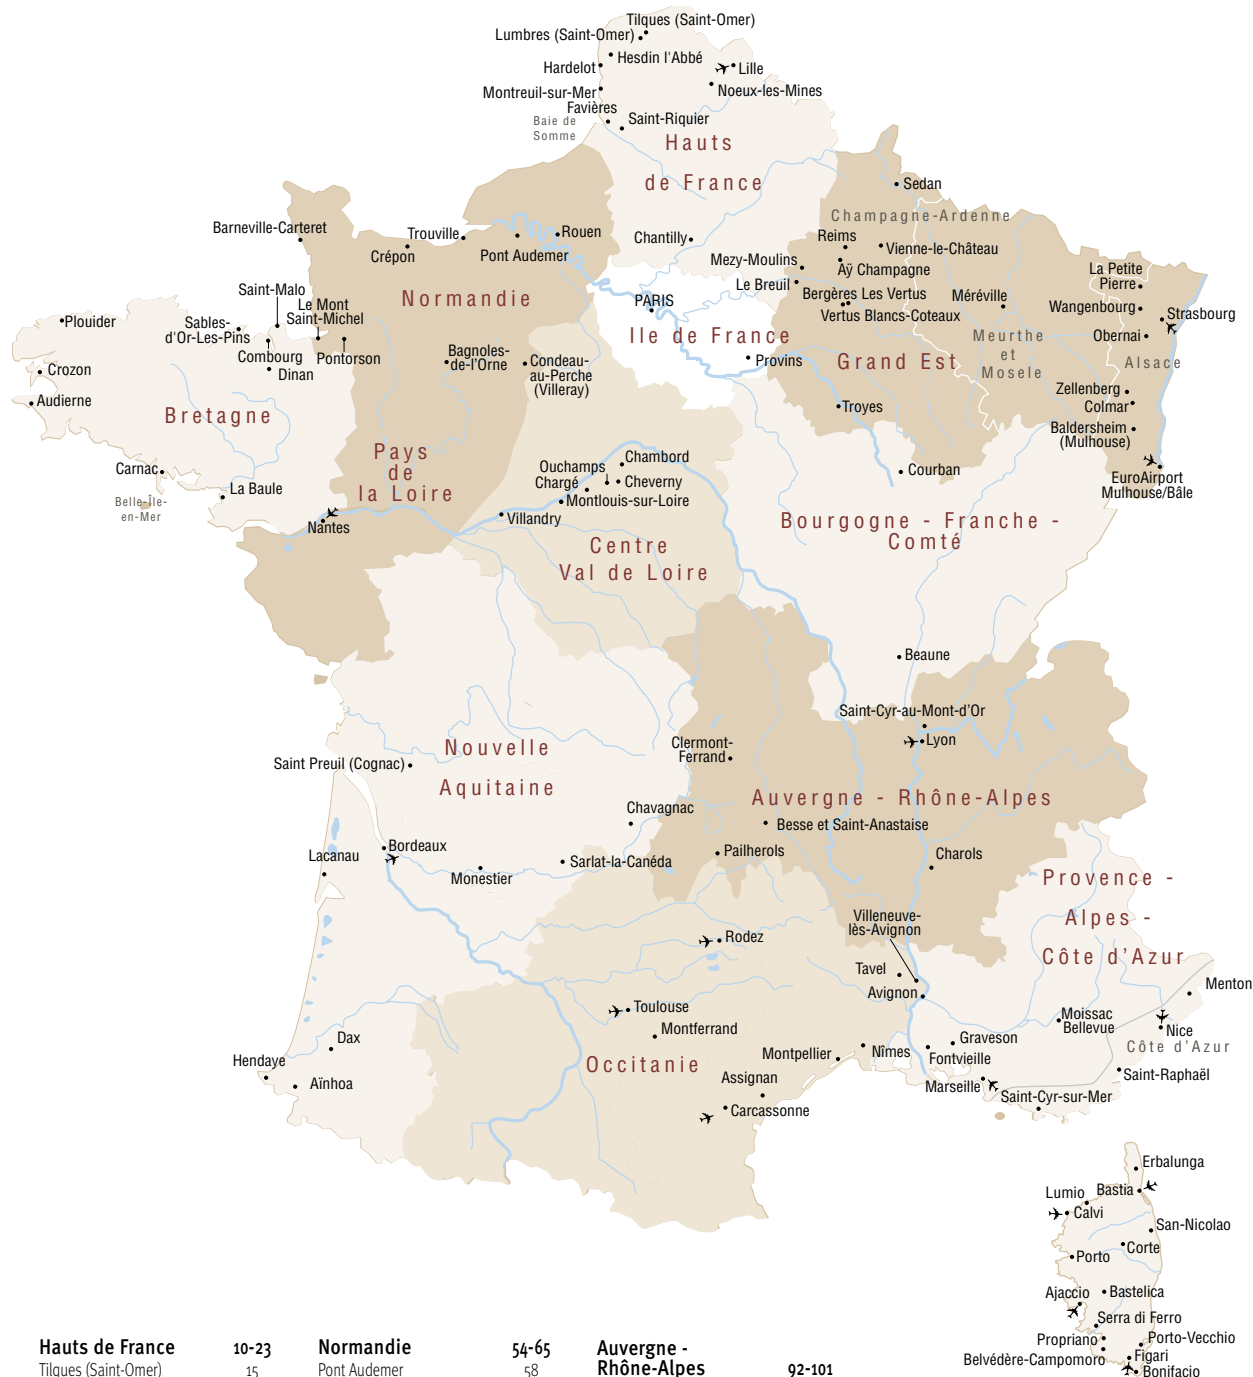 Tilques (Saint-Omer)
Lumbres (Saint-Omer)
Hesdin l'Abbé
Hardelot
Lille
Montreuil-sur-Mer
Noeux-les-Mines
Favières
Baie de
Somme
Saint-Riquier
Hauts
de France
Sedan
Champagne-Ardenne
Barneville-Carteret
Trouville
Rouen
Chantilly
Reims
Vienne-le-Château
Crépon
Pont Audemer
Mezy-Moulins
Aÿ Champagne
La Petite
Pierre
Le Breuil
Saint-Malo
Le Mont
Saint-Michel
Normandie
PARIS
Bergères Les Vertus
Vertus Blancs-Coteaux
Méréville
Wangenbourg
Strasbourg
Plouider
Sables-
d'Or-Les-Pins
Ile de France
Meurthe
et
Mosele
Obernai
Combourg
Pontorson
Bagnoles-
de-l'Orne
Condeau-
au-Perche
(Villeray)
Provins
Grand Est
Alsace
Dinan
Crozon
Zellenberg
Colmar
Audierne
Bretagne
Troyes
Baldersheim
(Mulhouse)
Pays
de
la Loire
Carnac
Ouchamps
Chambord
Chargé
Cheverny
Courban
EuroAirport
Mulhouse/Bâle
Belle-Île-
en-Mer
La Baule
Montlouis-sur-Loire
Nantes
Villandry
Bourgogne - Franche -
Comté
Centre
Val de Loire
Beaune
Saint-Cyr-au-Mont-d'Or
Lyon
Nouvelle
Aquitaine
Clermont-
Ferrand
Saint Preuil (Cognac)
Auvergne - Rhône-Alpes
Chavagnac
Besse et Saint-Anastaise
Bordeaux
Lacanau
Monestier
Sarlat-la-Canéda
Pailherols
Charols
Provence -
Alpes -
Côte d'Azur
Villeneuve-
lès-Avignon
Rodez
Tavel
Avignon
Menton
Toulouse
Moissac
Bellevue
Nice
Montferrand
Dax
Graveson
Côte d'Azur
Hendaye
Occitanie
Montpellier
Nîmes
Fontvieille
Aïnhoa
Assignan
Marseille
Saint-Raphaël
Carcassonne
Saint-Cyr-sur-Mer
Erbalunga
Lumio
Bastia
Calvi
San-Nicolao
Corte
Porto
Ajaccio
Bastelica
Serra di Ferro
Propriano
Porto-Vecchio
Belvédère-Campomoro
Figari
Bonifacio
Hauts de France 10-23
Tilques (Saint-Omer) 15
Normandie 54-65
Pont Audemer 58
Auvergne -
Rhône-Alpes 92-101